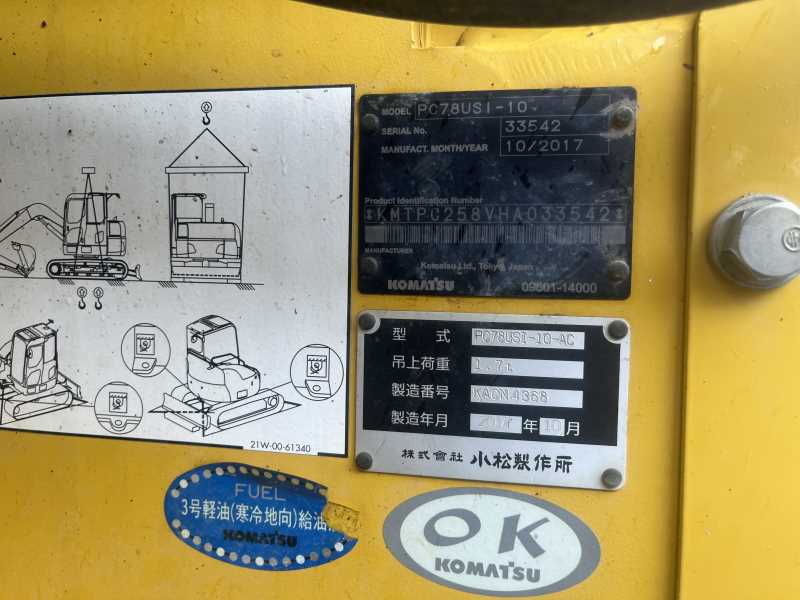 MODEL PC78USI-10
SERIAL No. 33542
MANUFACT. MONTH/YEAR 10/2017
Product Identification Number
*KMTPC258VHA033542*
MANUFACTURER
Komatsu Ltd., Tokyo, Japan
KOMATSU 09601-14000
型 式 PC78USI-10-AC
吊上荷重 1.7t
製造番号 KACN4368
製造年月 年 10 月
株式會社 小松製作所
21W-00-61340
FUEL
3号軽油(寒冷地向)給油
KOMATSU
OK
KOMATSU